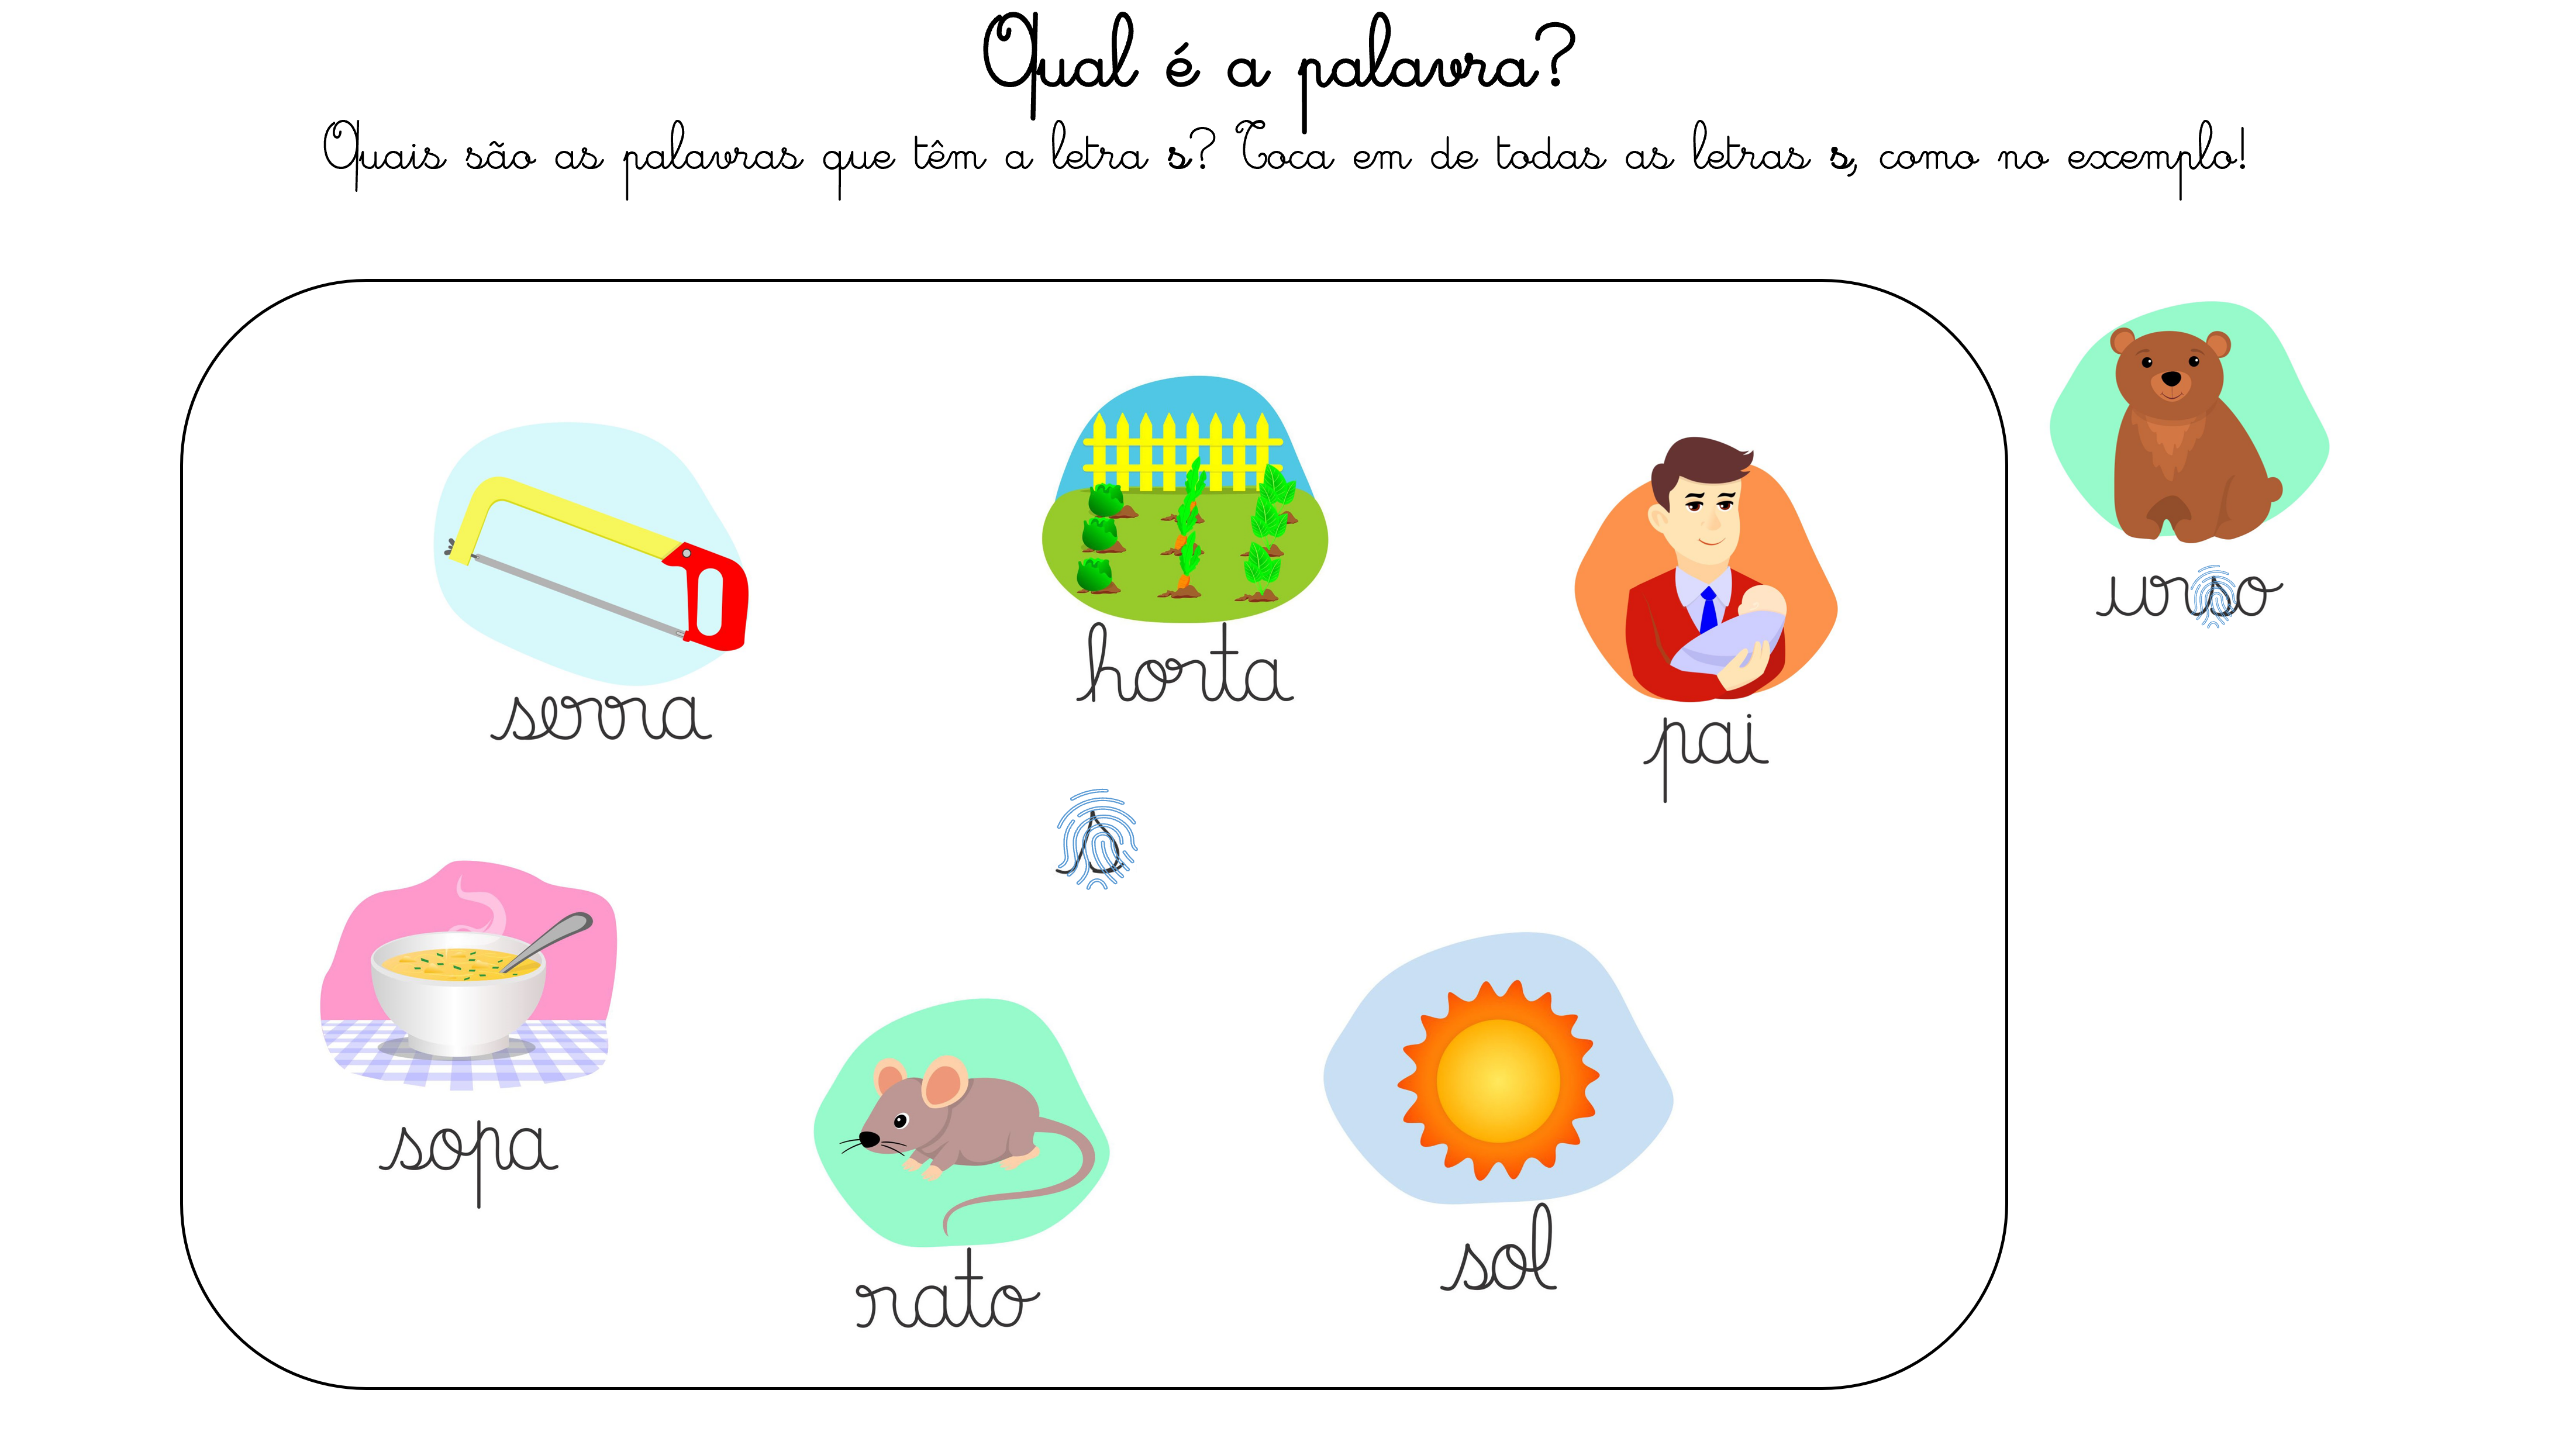 Qual é a palavra?
Quais são as palavras que têm a letra s? Toca em de todas as letras s, como no exemplo!
serra
horta
pai
urso
s
sopa
rato
sol